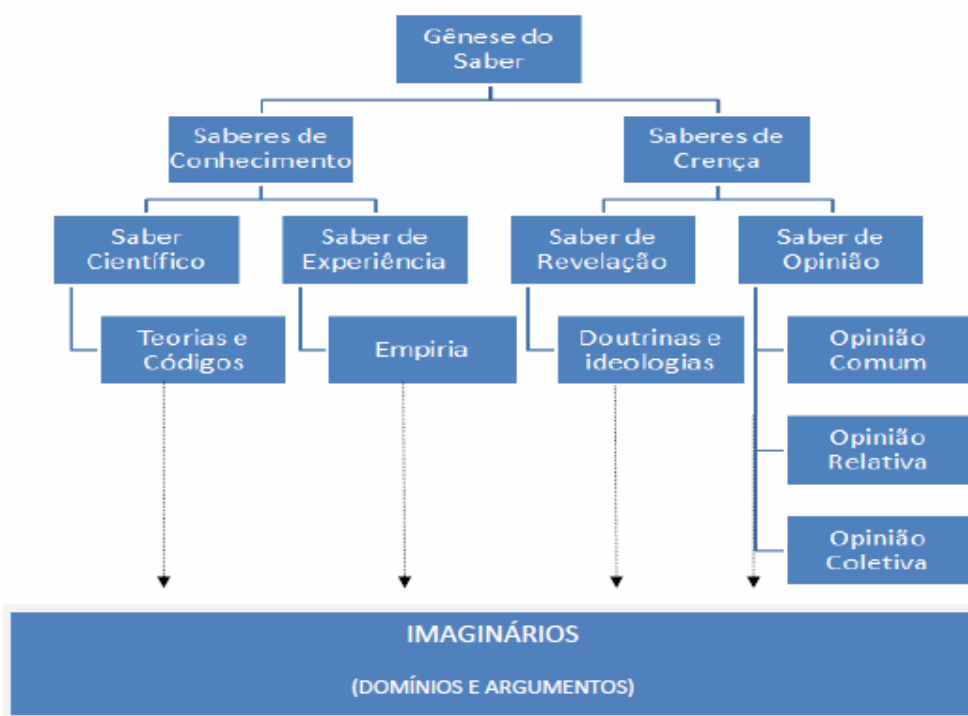 Gênese do
Saber
Saberes de
Conhecimento
Saberes de
Crença
Saber
Científico
Saber de
Experiência
Saber de
Revelação
Saber de
Opinião
Teorias e
Códigos
Empiria
Doutrinas e
ideologias
Opinião
Comum
Opinião
Relativa
Opinião
Coletiva
IMAGINÁRIOS
(DOMÍNIOS E ARGUMENTOS)